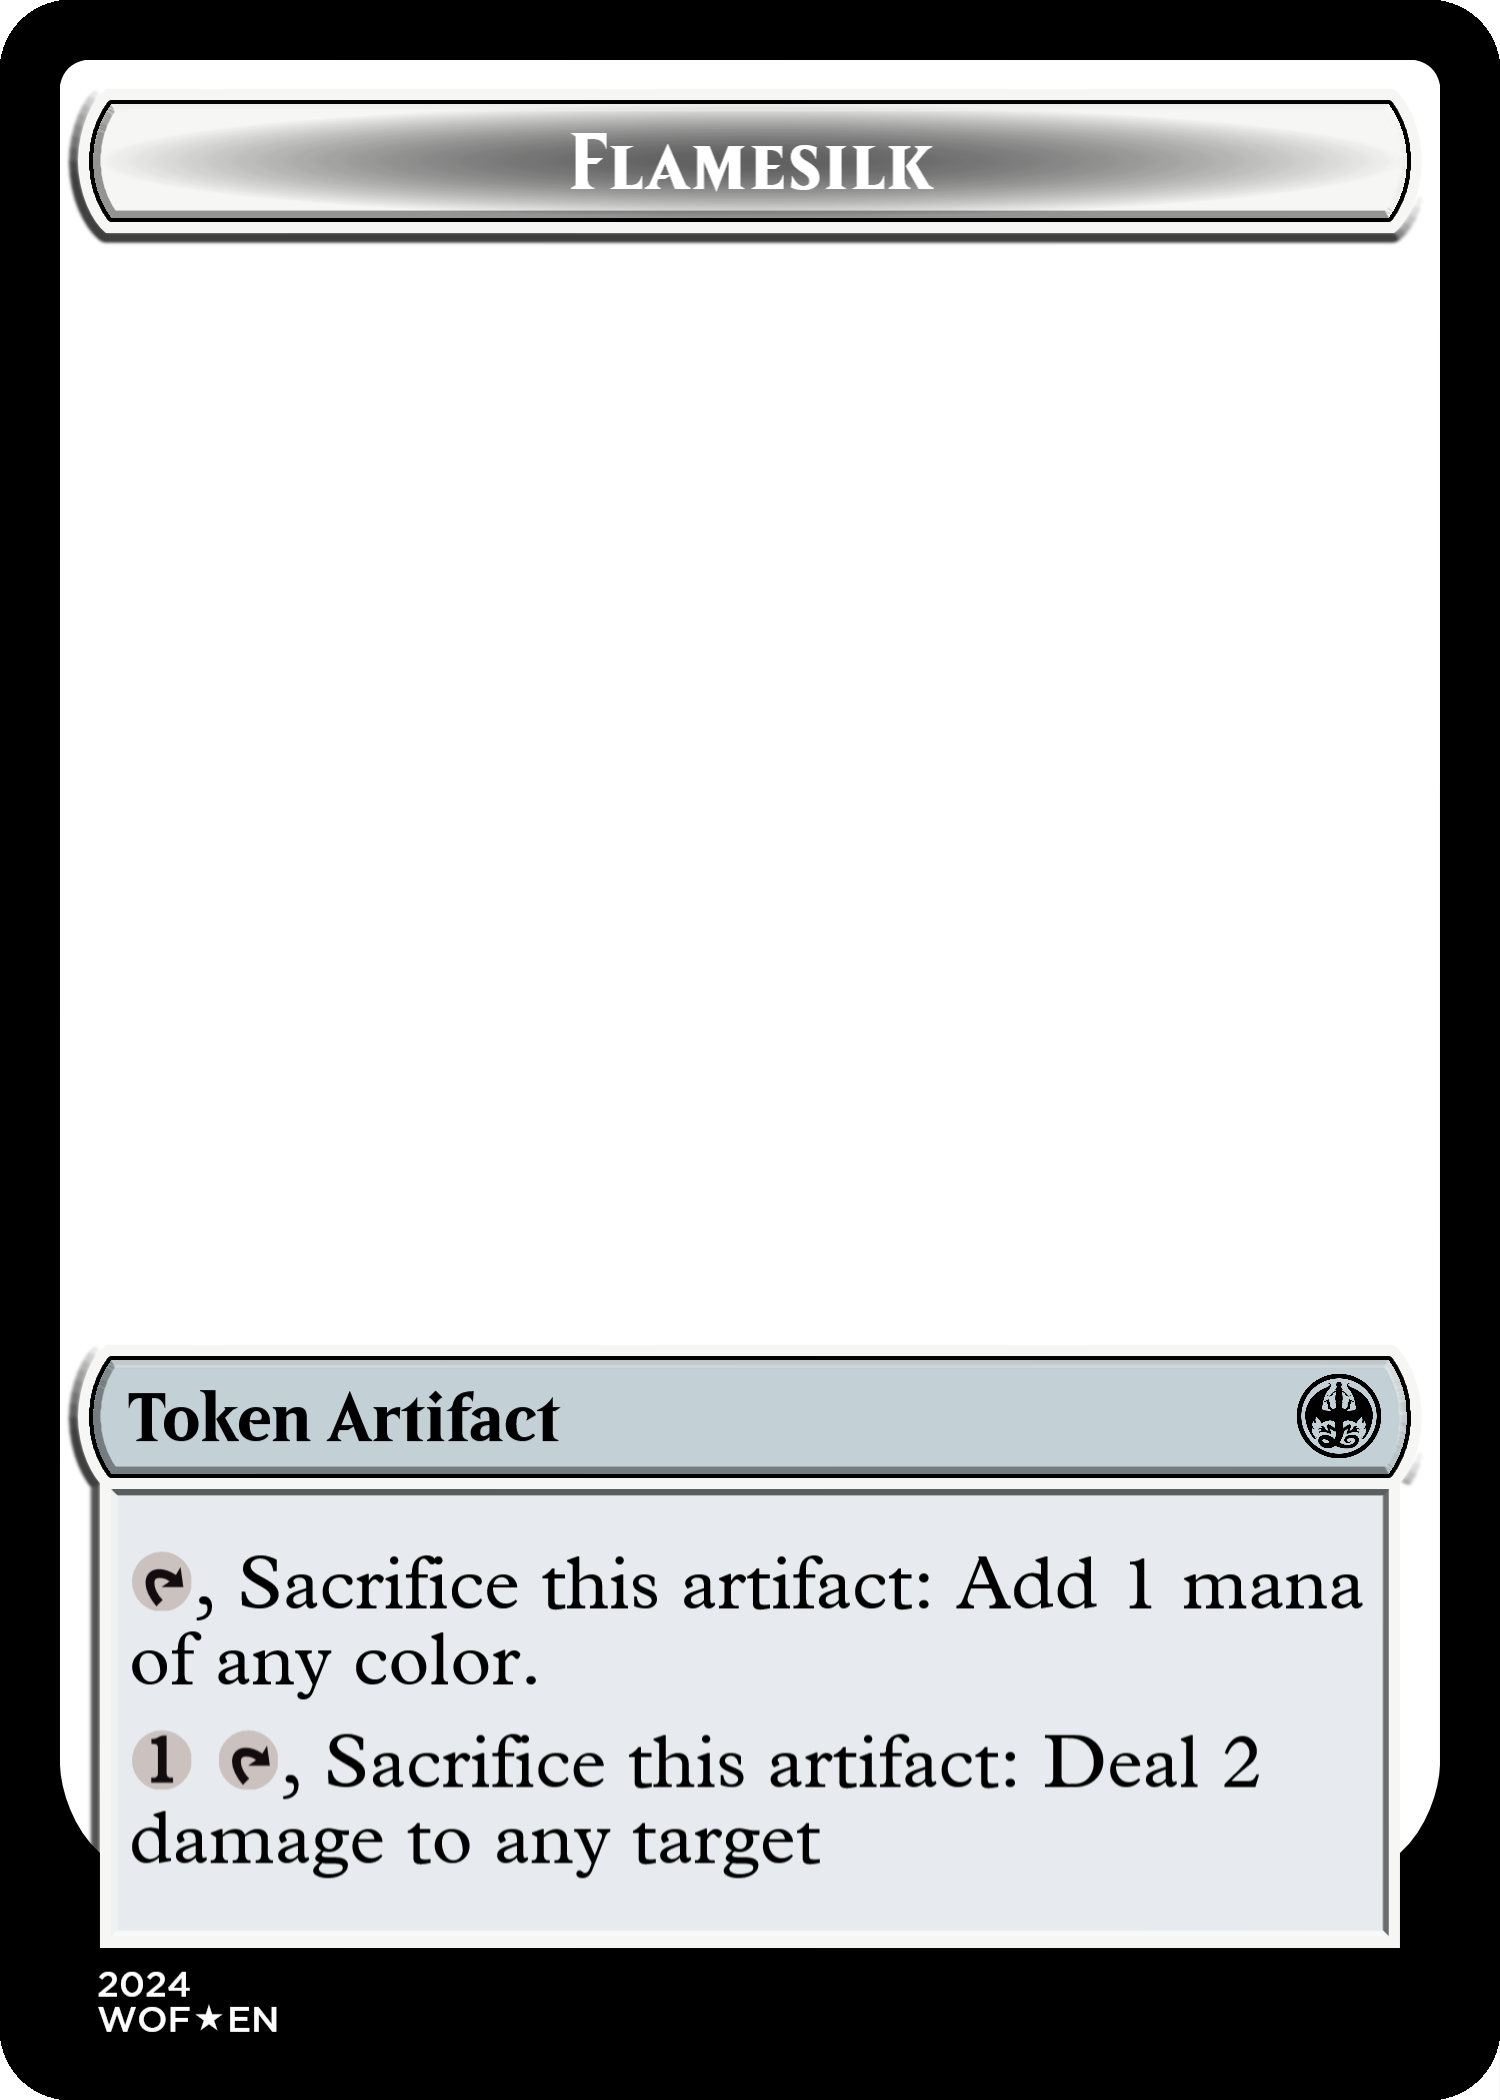 Flamesilk
Token Artifact
, Sacrifice this artifact: Add 1 mana
of any color.
1 , Sacrifice this artifact: Deal 2
damage to any target
2024
WOF★EN